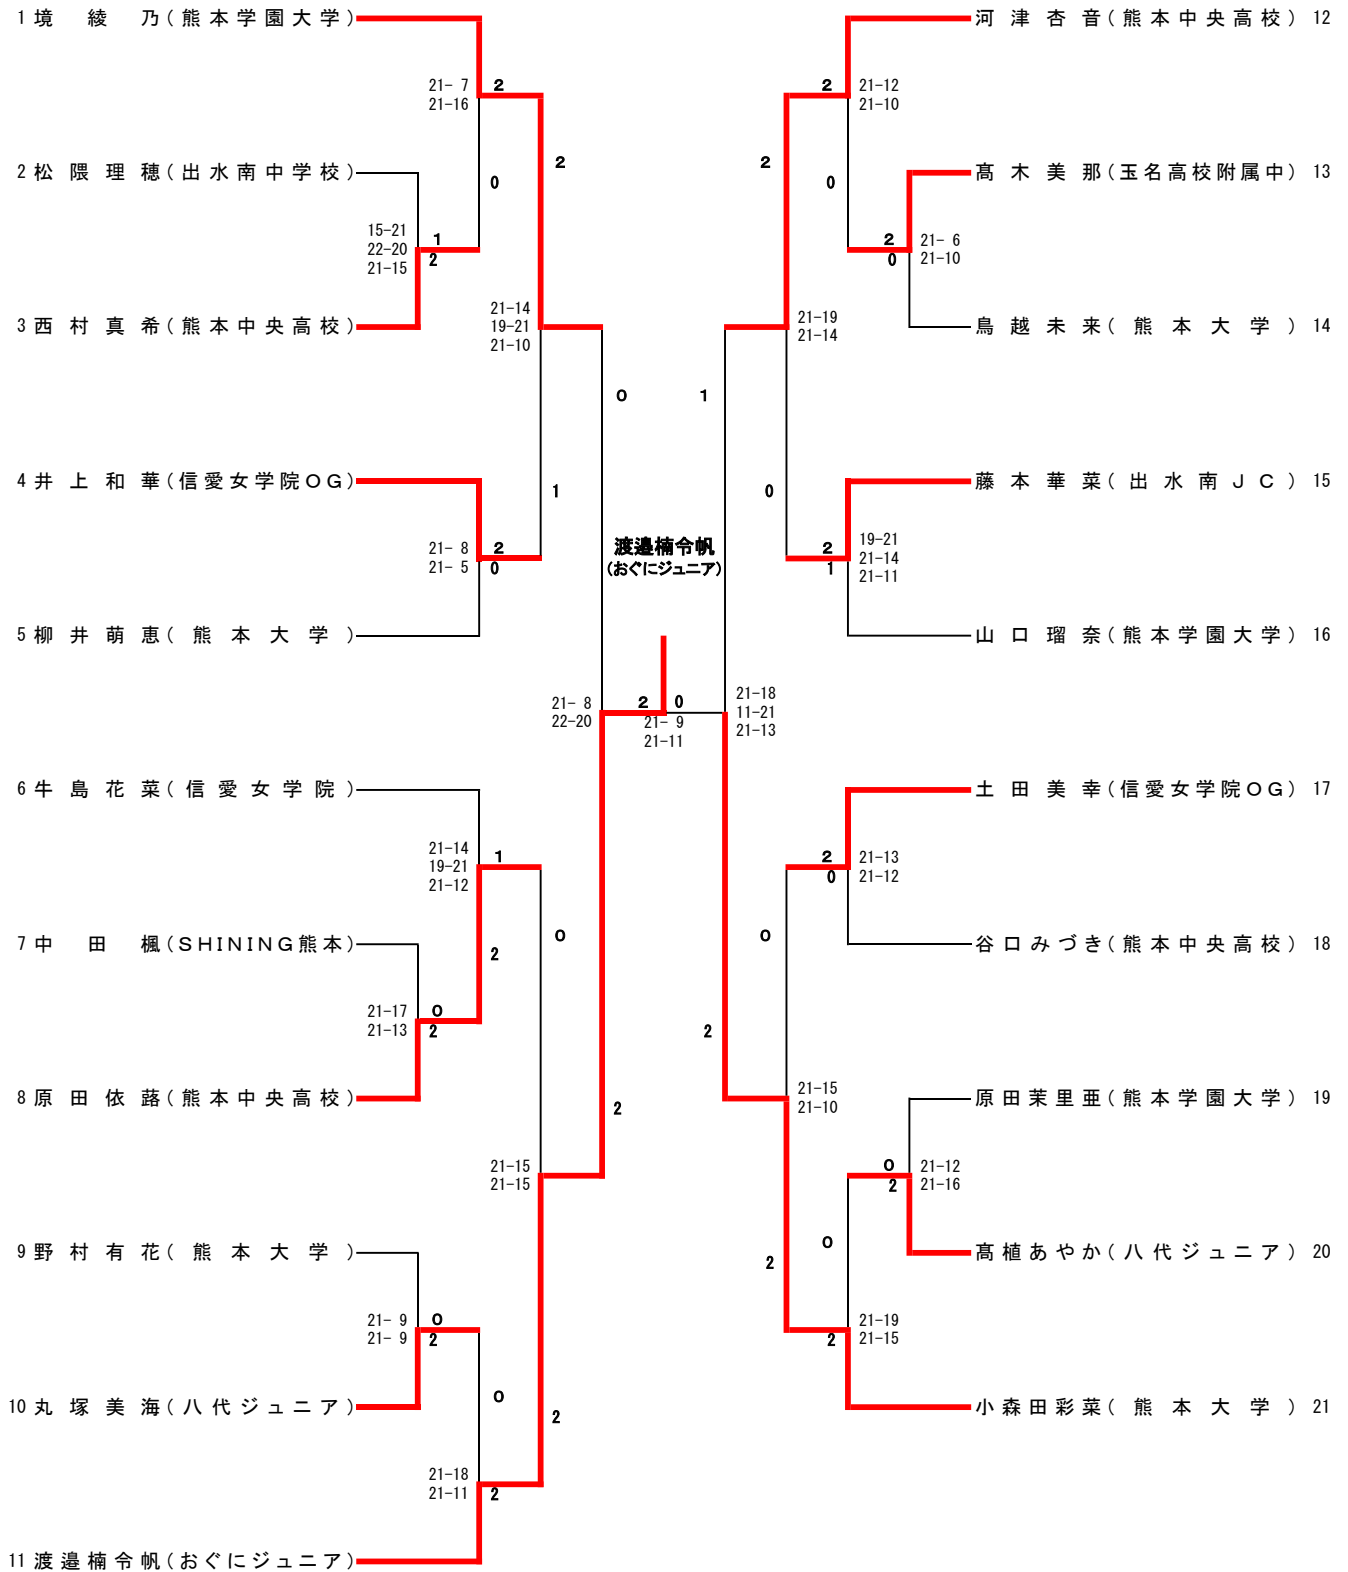 1 境 綾 乃 (熊本学園大学)
21- 7 2
21-16
2
2 松 隈 理 穂 (出水南中学校)
0
15-21
22-20 1
21-15 2
3 西 村 真 希 (熊本中央高校)
21-14
19-21
21-10
0
4 井 上 和 華 (信愛女学院OG)
1
21- 8 2
21- 5 0
5 柳 井 萌 恵 (熊 本 大 学)
21- 8
22-20
6 牛 島 花 菜 (信 愛 女 学 院)
21-14 1
19-21
21-12
0
7 中 田 楓 (SHINING熊本)
2
21-17 0
21-13 2
8 原 田 依 蕗 (熊本中央高校)
2
21-15
21-15
9 野 村 有 花 (熊 本 大 学)
21- 9 0
21- 9 2
0
10 丸 塚 美 海 (八代ジュニア)
2
21-18
21-11 2
11 渡邉楠令帆 (おぐにジュニア)
渡邉楠令帆
(おぐにジュニア)
2 0
21- 9
21-11
河 津 杏 音 (熊本中央高校) 12
2 21-12
21-10
2
0
髙 木 美 那 (玉名高校附属中) 13
2 21- 6
0 21-10
鳥 越 未 来 (熊 本 大 学) 14
21-19
21-14
1
藤 本 華 菜 (出 水 南 J C) 15
0
19-21
2 21-14
1 21-11
山 口 瑠 奈 (熊本学園大学) 16
21-18
11-21
21-13
土 田 美 幸 (信愛女学院OG) 17
2 21-13
0 21-12
0
谷口みづき (熊本中央高校) 18
2
21-15
21-10
原田茉里亜 (熊本学園大学) 19
0 21-12
2 21-16
0
髙植あやか (八代ジュニア) 20
2
21-19
2 21-15
小森田彩菜 (熊 本 大 学) 21